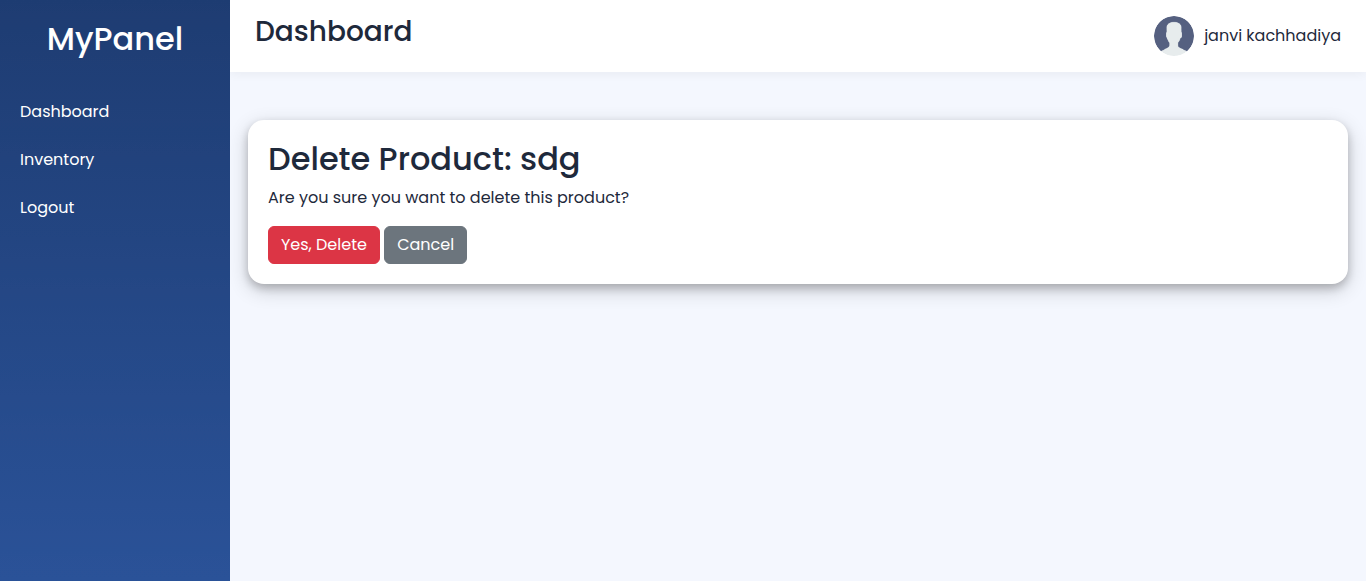 MyPanel
Dashboard
Inventory
Logout
Dashboard
janvi kachhadiya
Delete Product: sdg
Are you sure you want to delete this product?
Yes, Delete
Cancel